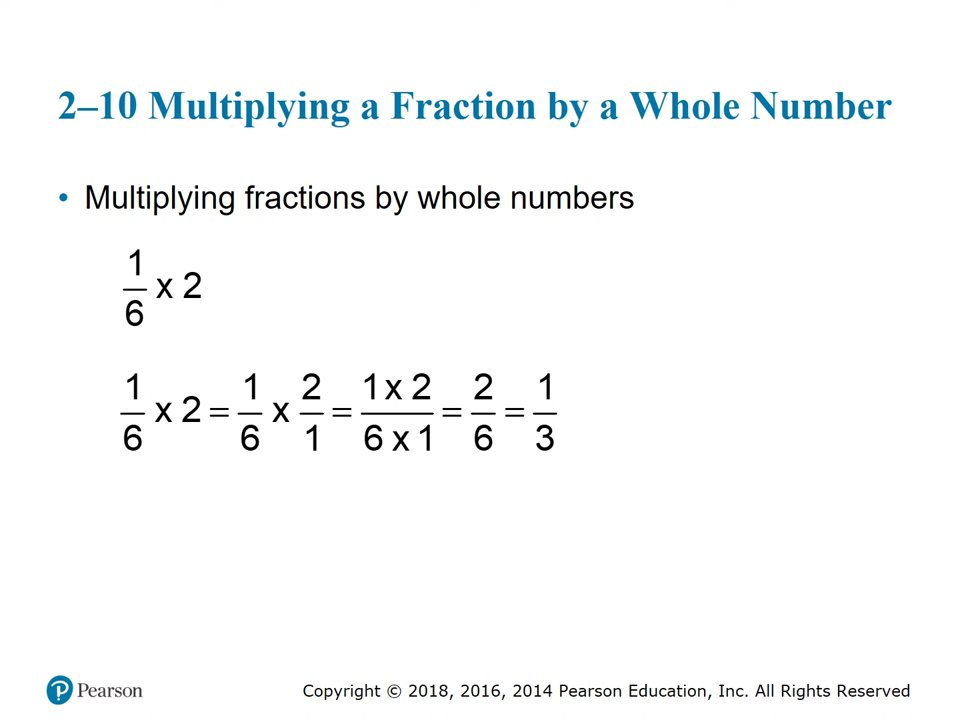 2–10 Multiplying a Fraction by a Whole Number
• Multiplying fractions by whole numbers
1/6 x 2
1/6 x 2 = 1/6 x 2/1 = 1 x 2/6 x 1 = 2/6 = 1/3
Pearson
Copyright © 2018, 2016, 2014 Pearson Education, Inc. All Rights Reserved